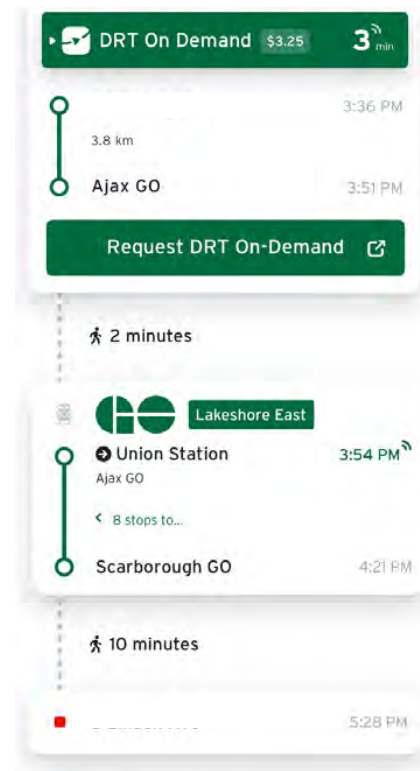 DRT On Demand $3.25 3 min
3:36 PM
3.8 km
Ajax GO 3:51 PM
Request DRT On-Demand
2 minutes
GO Lakeshore East
Union Station 3:54 PM
Ajax GO
8 stops to...
Scarborough GO 4:21 PM
10 minutes
5:28 PM